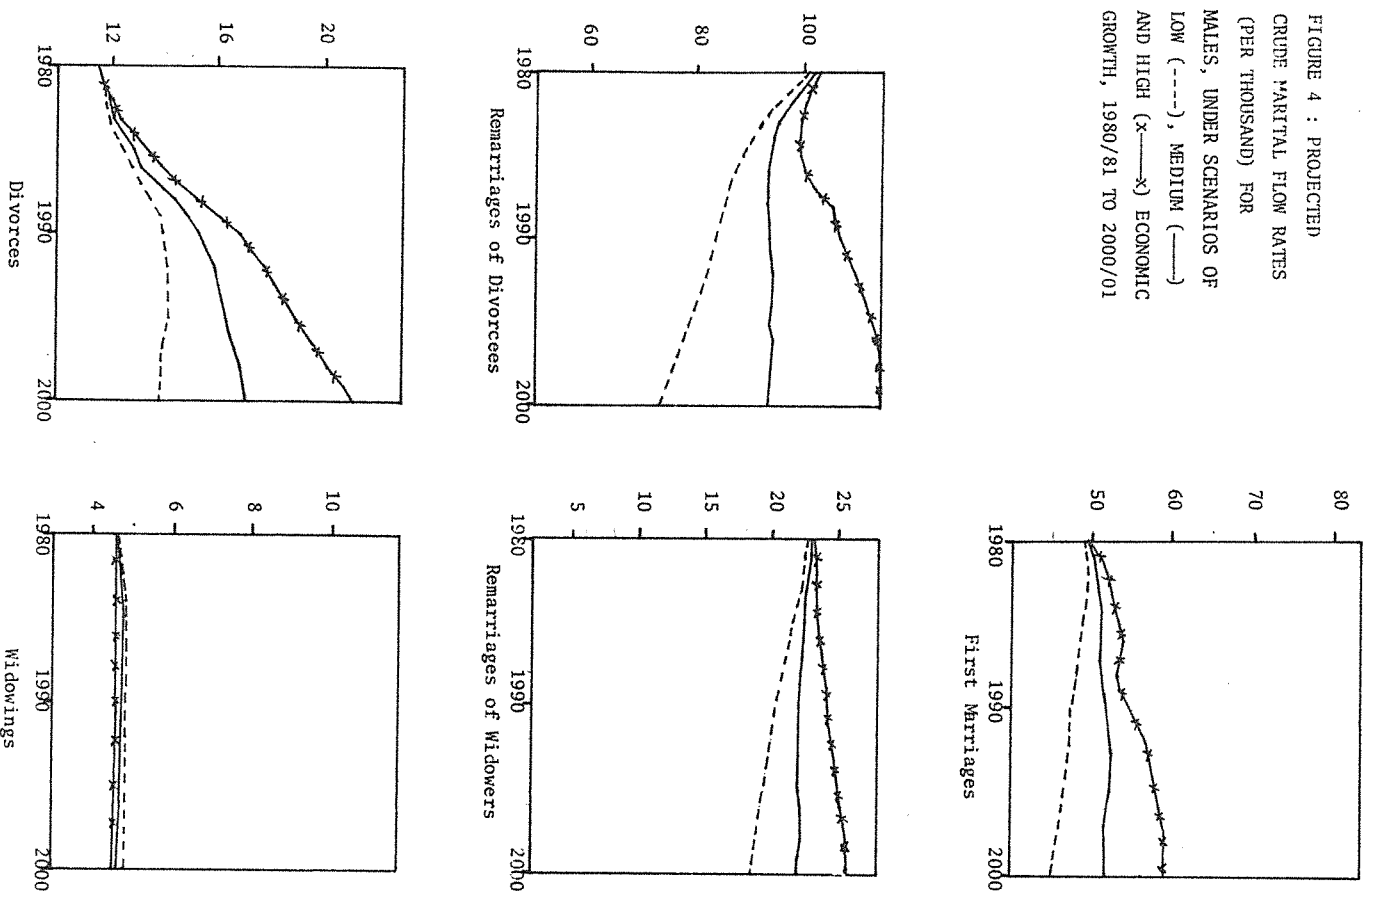 FIGURE 4 : PROJECTED
CRUDE MARITAL FLOW RATES
(PER THOUSAND) FOR
MALES, UNDER SCENARIOS OF
LOW (----), MEDIUM (——)
AND HIGH (x——x) ECONOMIC
GROWTH, 1980/81 TO 2000/01
80
70
60
50
1980
1990
2000
First Marriages
100
80
60
1980
1990
2000
Remarriages of Divorcees
25
20
15
10
5
1980
1990
2000
Remarriages of Widowers
20
16
12
1980
1990
2000
Divorces
10
8
6
4
1980
1990
2000
Widowings